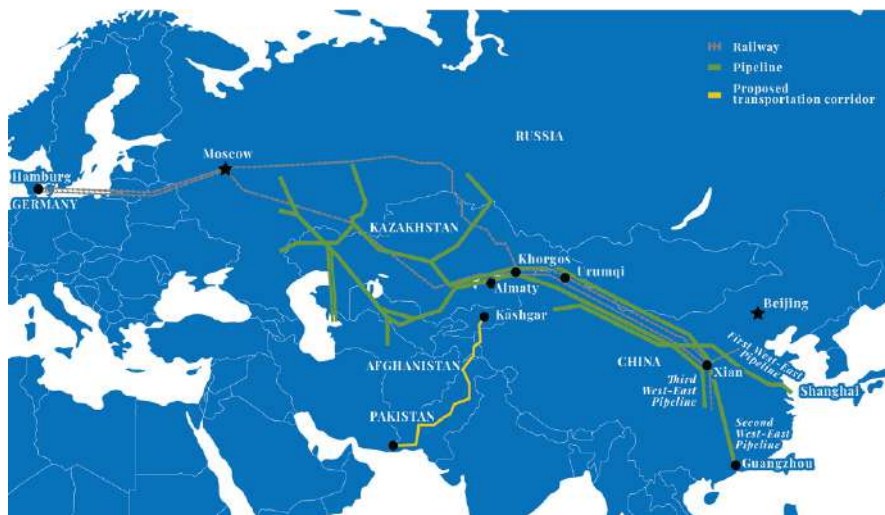 Railway
Pipeline
Proposed
transportation corridor
RUSSIA
Moscow
Hamburg
GERMANY
KAZAKHSTAN
Khorgos
Urumqi
Almaty
Beijing
Käshgar
First West-East
Pipeline
CHINA
AFGHANISTAN
Xian
Third
West-East
Pipeline
Shanghai
PAKISTAN
Second
West-East
Pipeline
Guangzhou